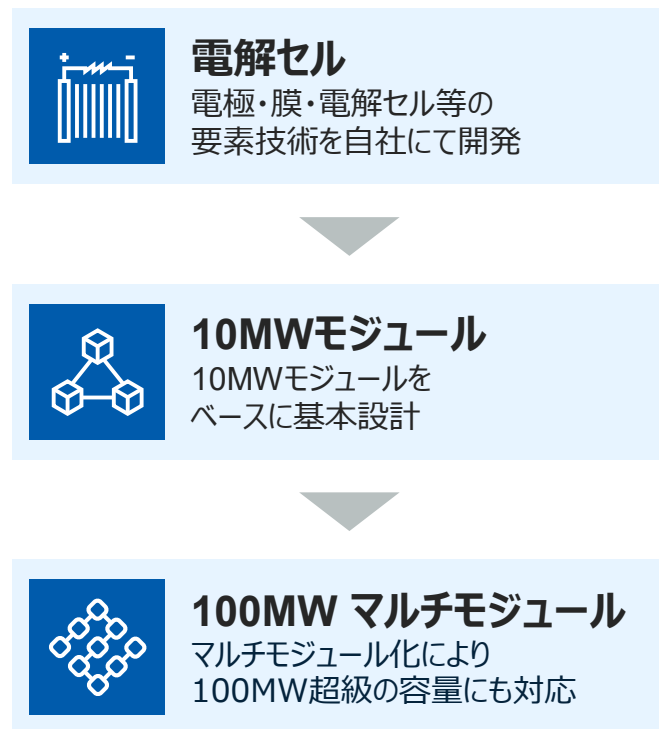 電解セル
電極・膜・電解セル等の
要素技術を自社にて開発
10MWモジュール
10MWモジュールを
ベースに基本設計
100MW マルチモジュール
マルチモジュール化により
100MW超級の容量にも対応